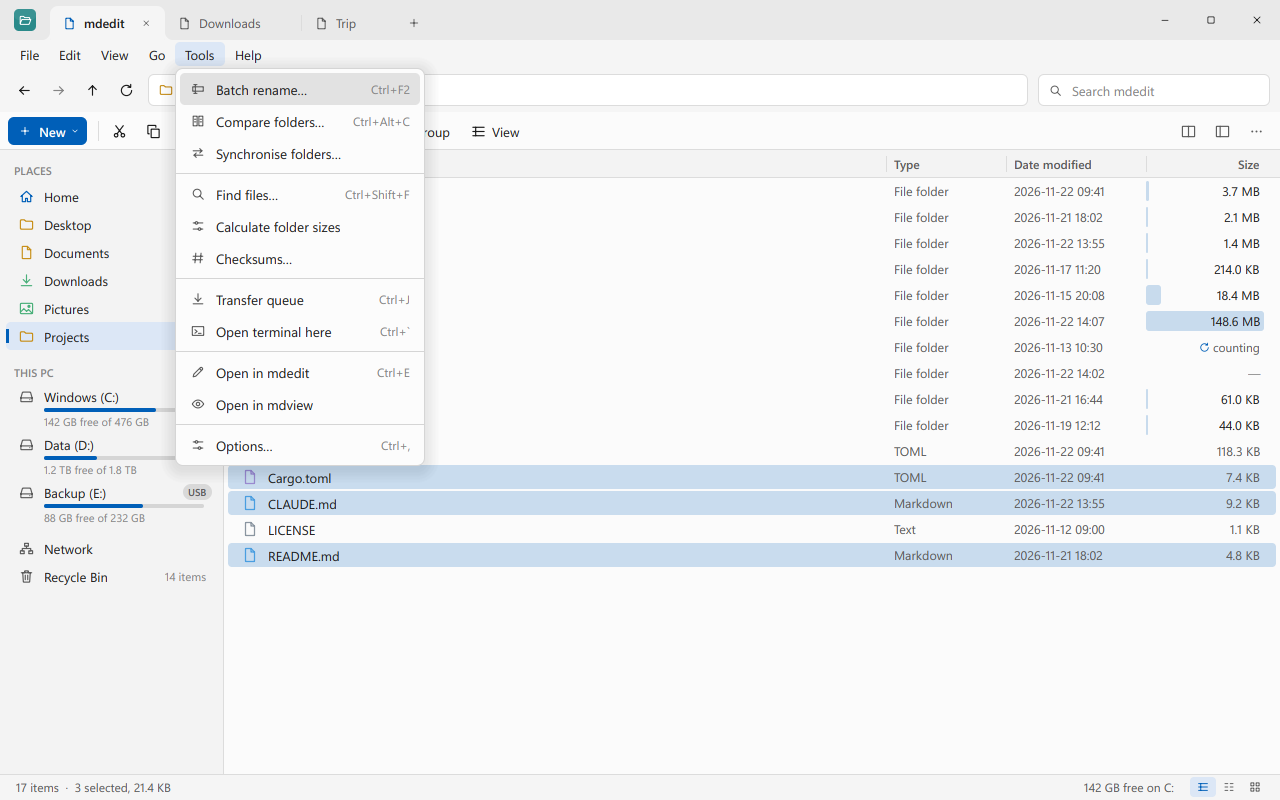 mdedit
Downloads
Trip
File Edit View Go Tools Help
Search mdedit
New
roup
View
Batch rename... Ctrl+F2
Compare folders... Ctrl+Alt+C
Synchronise folders...
Find files... Ctrl+Shift+F
Calculate folder sizes
Checksums...
Transfer queue Ctrl+J
Open terminal here Ctrl+`
Open in mdedit Ctrl+E
Open in mdview
Options... Ctrl+,
PLACES
Home
Desktop
Documents
Downloads
Pictures
Projects
THIS PC
Windows (C:)
142 GB free of 476 GB
Data (D:)
1.2 TB free of 1.8 TB
Backup (E:) USB
88 GB free of 232 GB
Network
Recycle Bin 14 items
Type Date modified Size
File folder 2026-11-22 09:41 3.7 MB
File folder 2026-11-21 18:02 2.1 MB
File folder 2026-11-22 13:55 1.4 MB
File folder 2026-11-17 11:20 214.0 KB
File folder 2026-11-15 20:08 18.4 MB
File folder 2026-11-22 14:07 148.6 MB
File folder 2026-11-13 10:30 counting
File folder 2026-11-22 14:02 —
File folder 2026-11-21 16:44 61.0 KB
File folder 2026-11-19 12:12 44.0 KB
TOML 2026-11-22 09:41 118.3 KB
Cargo.toml TOML 2026-11-22 09:41 7.4 KB
CLAUDE.md Markdown 2026-11-22 13:55 9.2 KB
LICENSE Text 2026-11-12 09:00 1.1 KB
README.md Markdown 2026-11-21 18:02 4.8 KB
17 items · 3 selected, 21.4 KB
142 GB free on C: